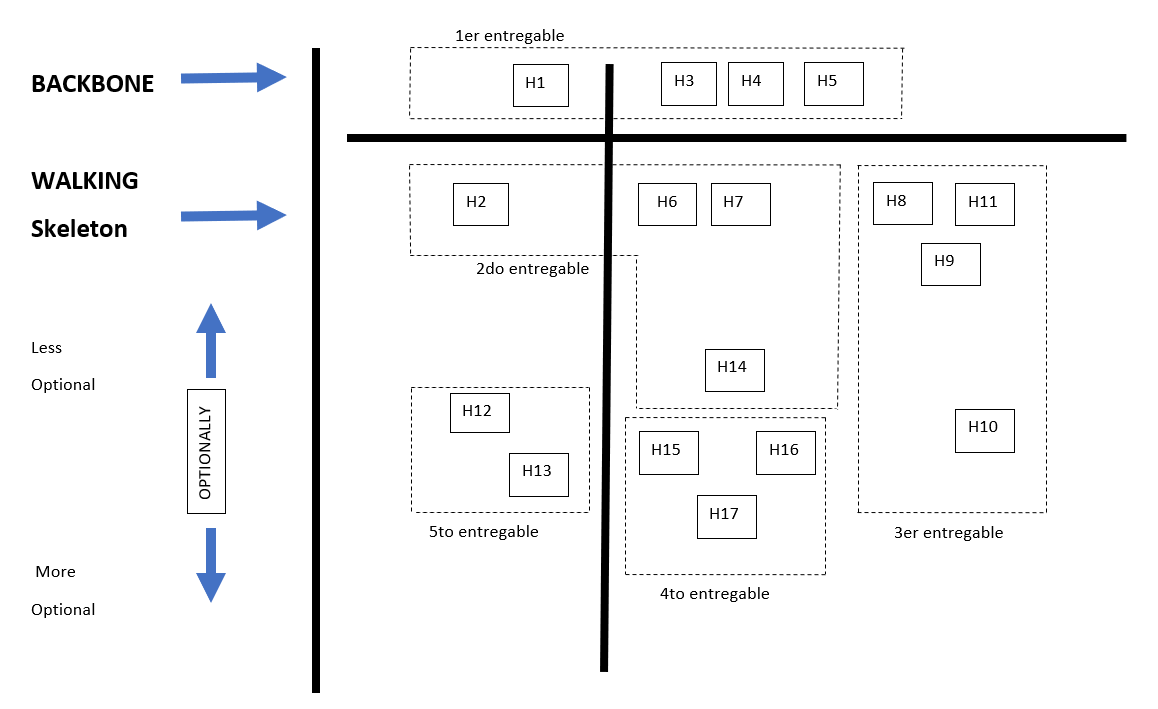 1er entregable
BACKBONE
H1
H3
H4
H5
WALKING
Skeleton
H2
H6
H7
H8
H11
H9
2do entregable
Less
Optional
H14
OPTIONALLY
H12
H13
H15
H16
H10
H17
5to entregable
3er entregable
More
Optional
4to entregable